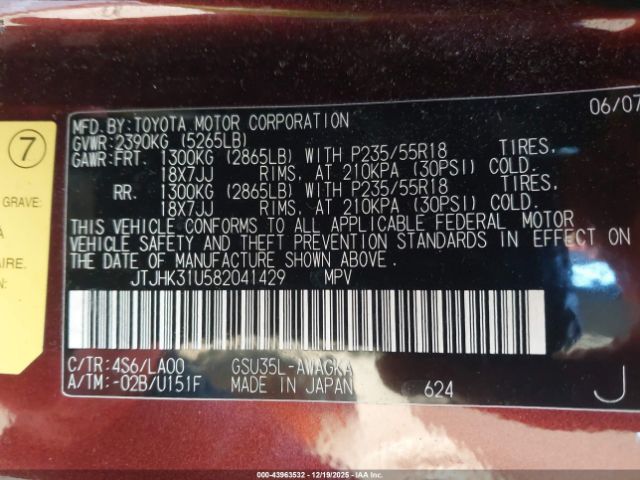 MFD.BY:TOYOTA MOTOR CORPORATION 06/07
GVWR:2390KG (5265LB)
GAWR:FRT. 1300KG (2865LB) WITH P235/55R18 TIRES,
18X7JJ RIMS, AT 210KPA (30PSI) COLD.
RR. 1300KG (2865LB) WITH P235/55R18 TIRES,
18X7JJ RIMS, AT 210KPA (30PSI) COLD.
THIS VEHICLE CONFORMS TO ALL APPLICABLE FEDERAL MOTOR
VEHICLE SAFETY AND THEFT PREVENTION STANDARDS IN EFFECT ON
THE DATE OF MANUFACTURE SHOWN ABOVE.
JTJHK31U582041429 MPV
C/TR:4S6/LA00 GSU35L-AWAGKA
A/TM:-02B/U151F MADE IN JAPAN 624 J
7
GRAVE:
AIRE
000-43963532 • 12/19/2025 • IAAI.COM